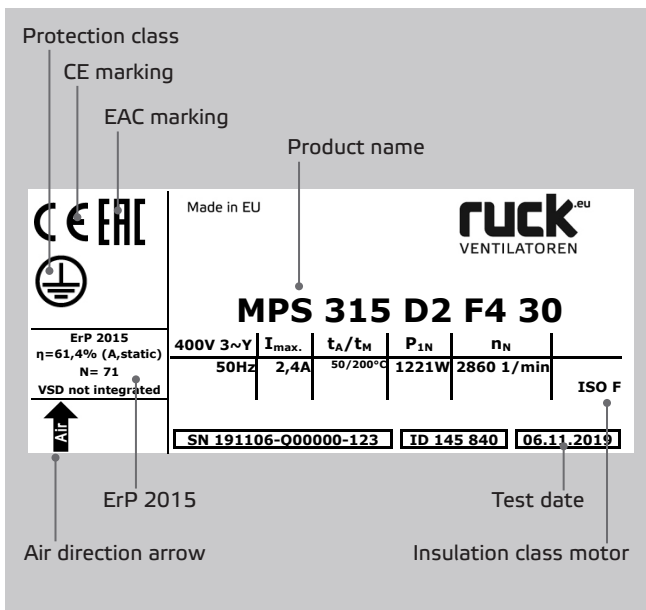 Protection class
CE marking
EAC marking
Product name
CE EAC
Made in EU
ruck.eu
VENTILATOREN
MPS 315 D2 F4 30
ErP 2015
η=61,4% (A,static)
N= 71
VSD not integrated
400V 3~Y Imax. tA/tM P1N nN
50Hz 2,4A 50/200°C 1221W 2860 1/min
ISO F
Air
SN 191106-Q00000-123 ID 145 840 06.11.2019
ErP 2015
Test date
Air direction arrow
Insulation class motor